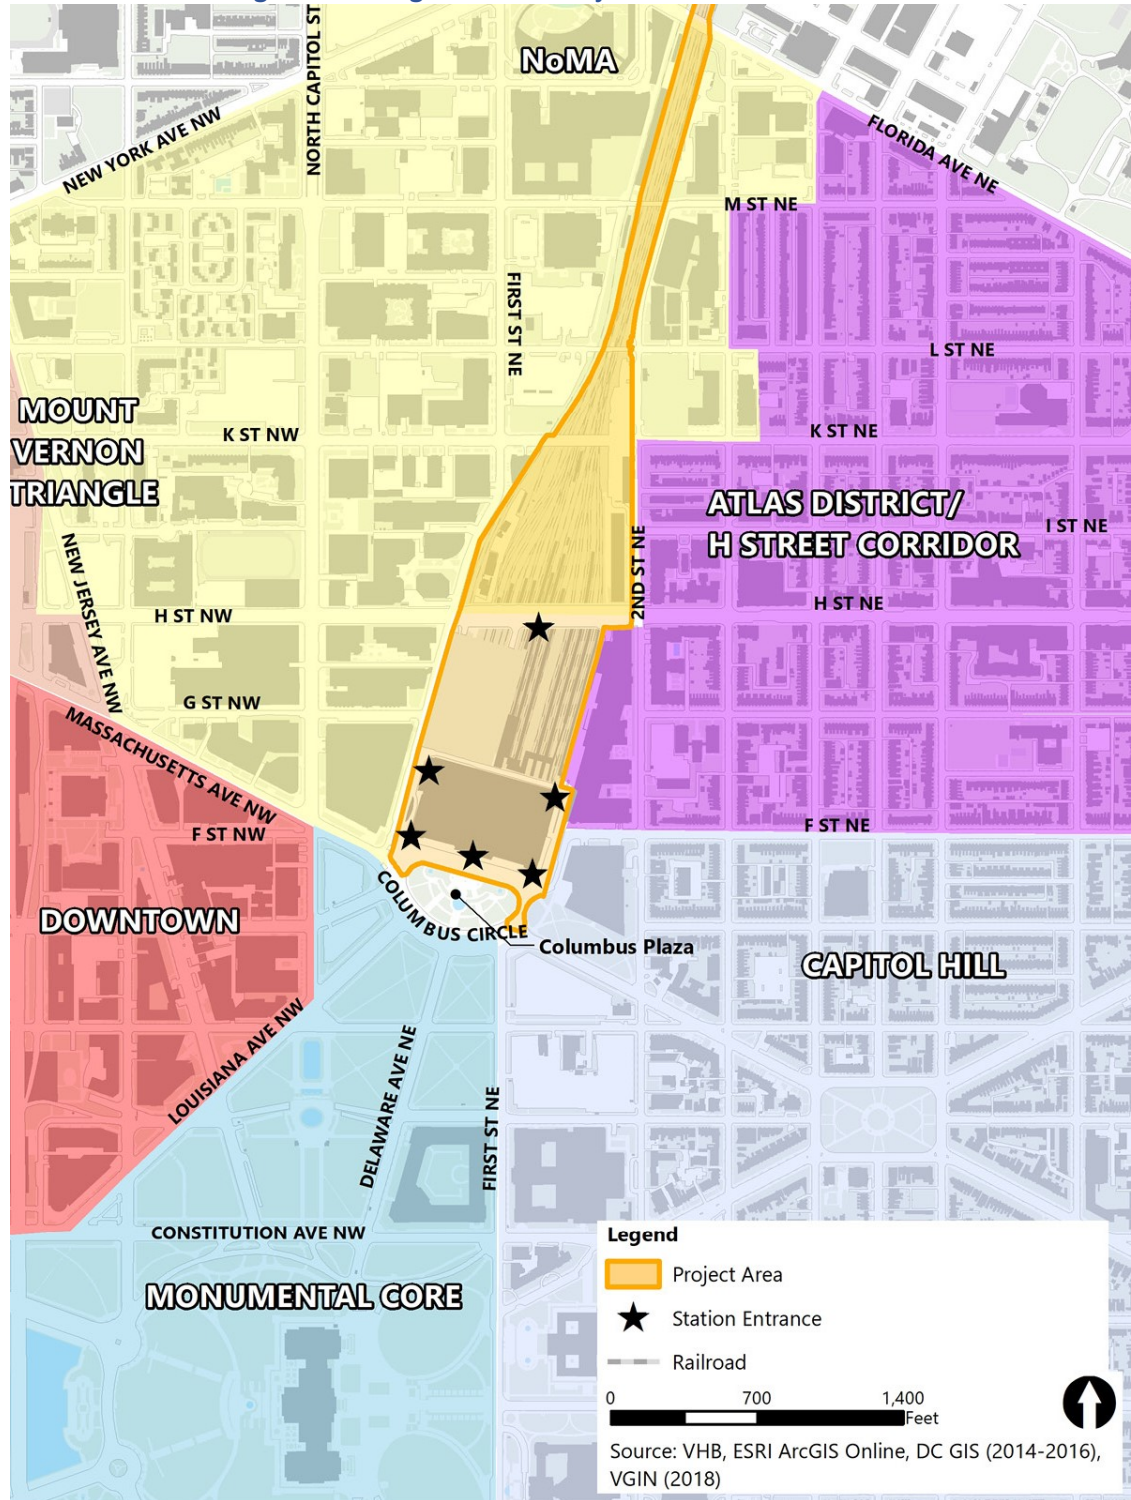 NoMA
NORTH CAPITOL ST
NEW YORK AVE NW
FLORIDA AVE NE
M ST NE
FIRST ST NE
L ST NE
MOUNT
VERNON
TRIANGLE
K ST NW
K ST NE
ATLAS DISTRICT/
H STREET CORRIDOR
I ST NE
NEW JERSEY AVE NW
2ND ST NE
H ST NW
H ST NE
G ST NW
MASSACHUSETTS AVE NW
F ST NW
F ST NE
DOWNTOWN
COLUMBUS CIRCLE
Columbus Plaza
CAPITOL HILL
LOUISIANA AVE NW
DELAWARE AVE NE
FIRST ST NE
CONSTITUTION AVE NW
MONUMENTAL CORE
Legend
Project Area
Station Entrance
Railroad
0 700 1,400
Feet
Source: VHB, ESRI ArcGIS Online, DC GIS (2014-2016),
VGIN (2018)